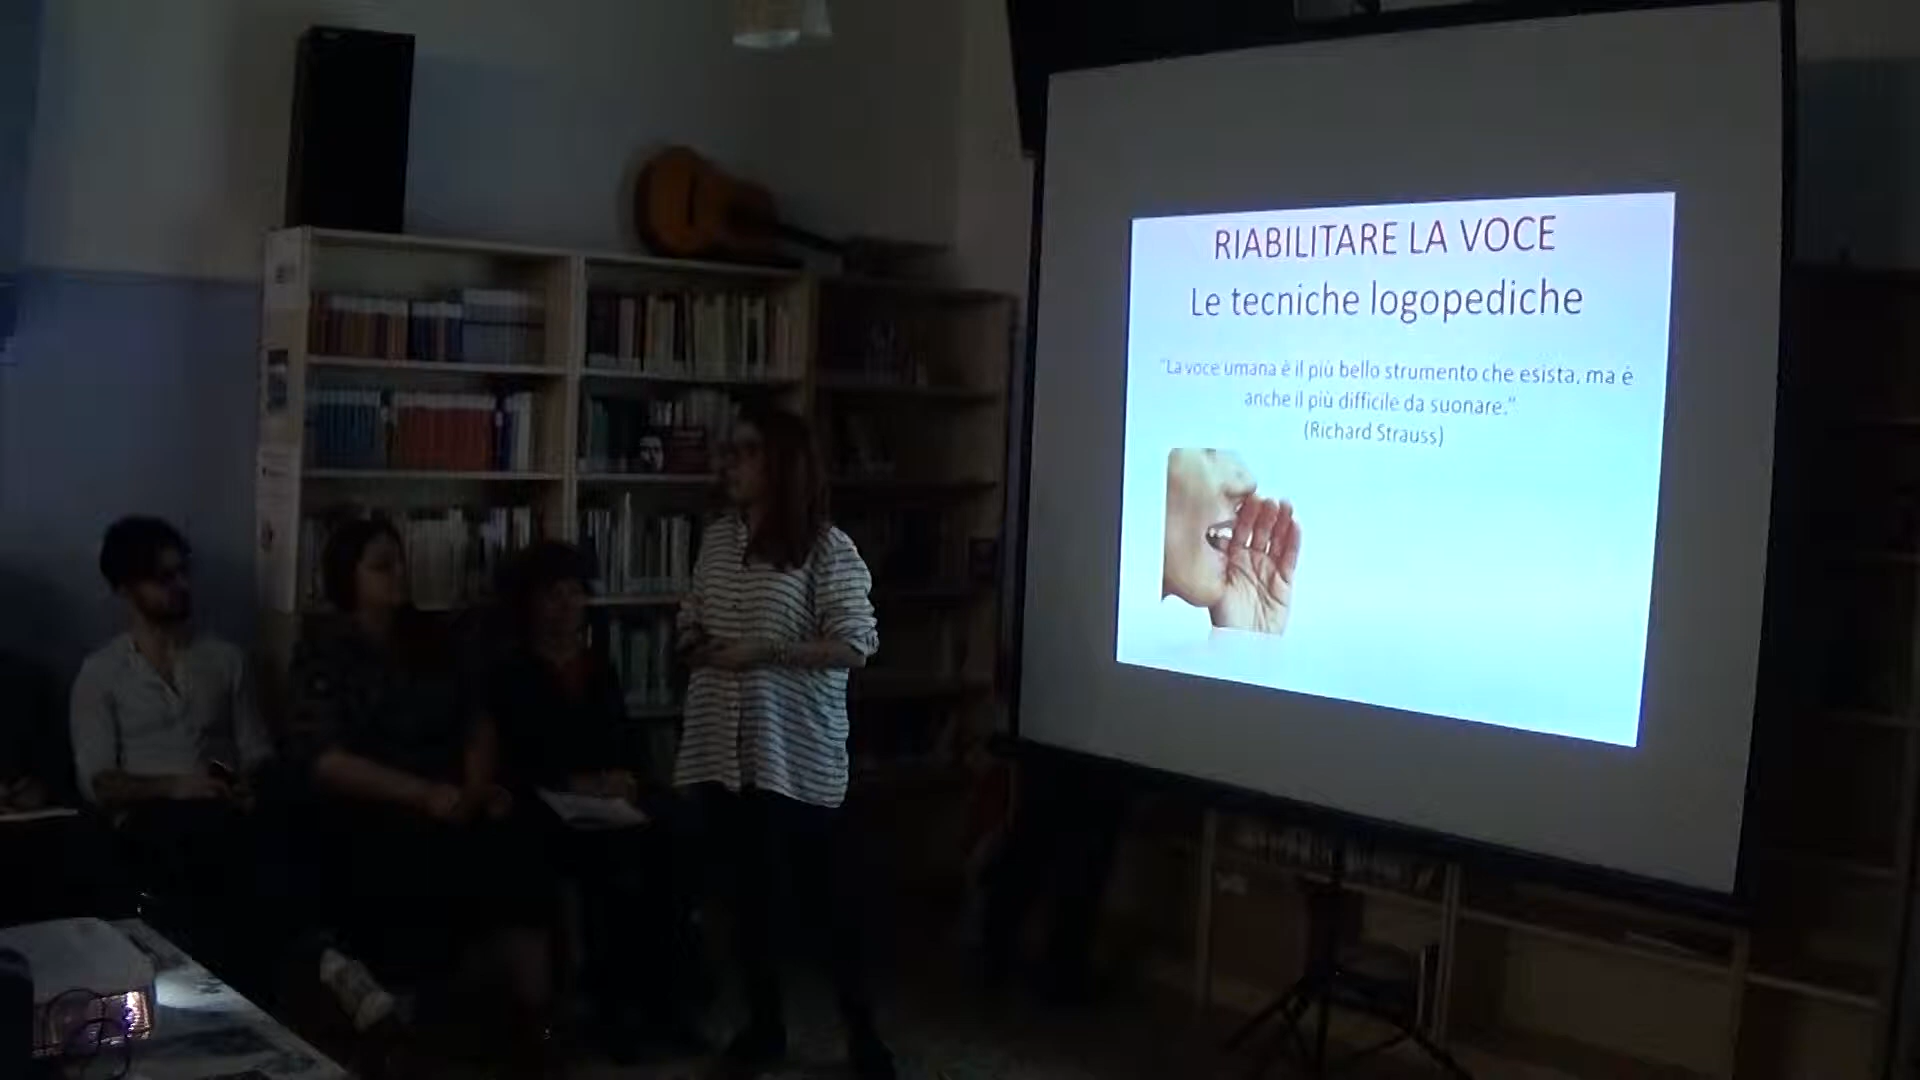 RIABILITARE LA VOCE
Le tecniche logopediche
"La voce umana è il più bello strumento che esista, ma è
anche il più difficile da suonare."
(Richard Strauss)